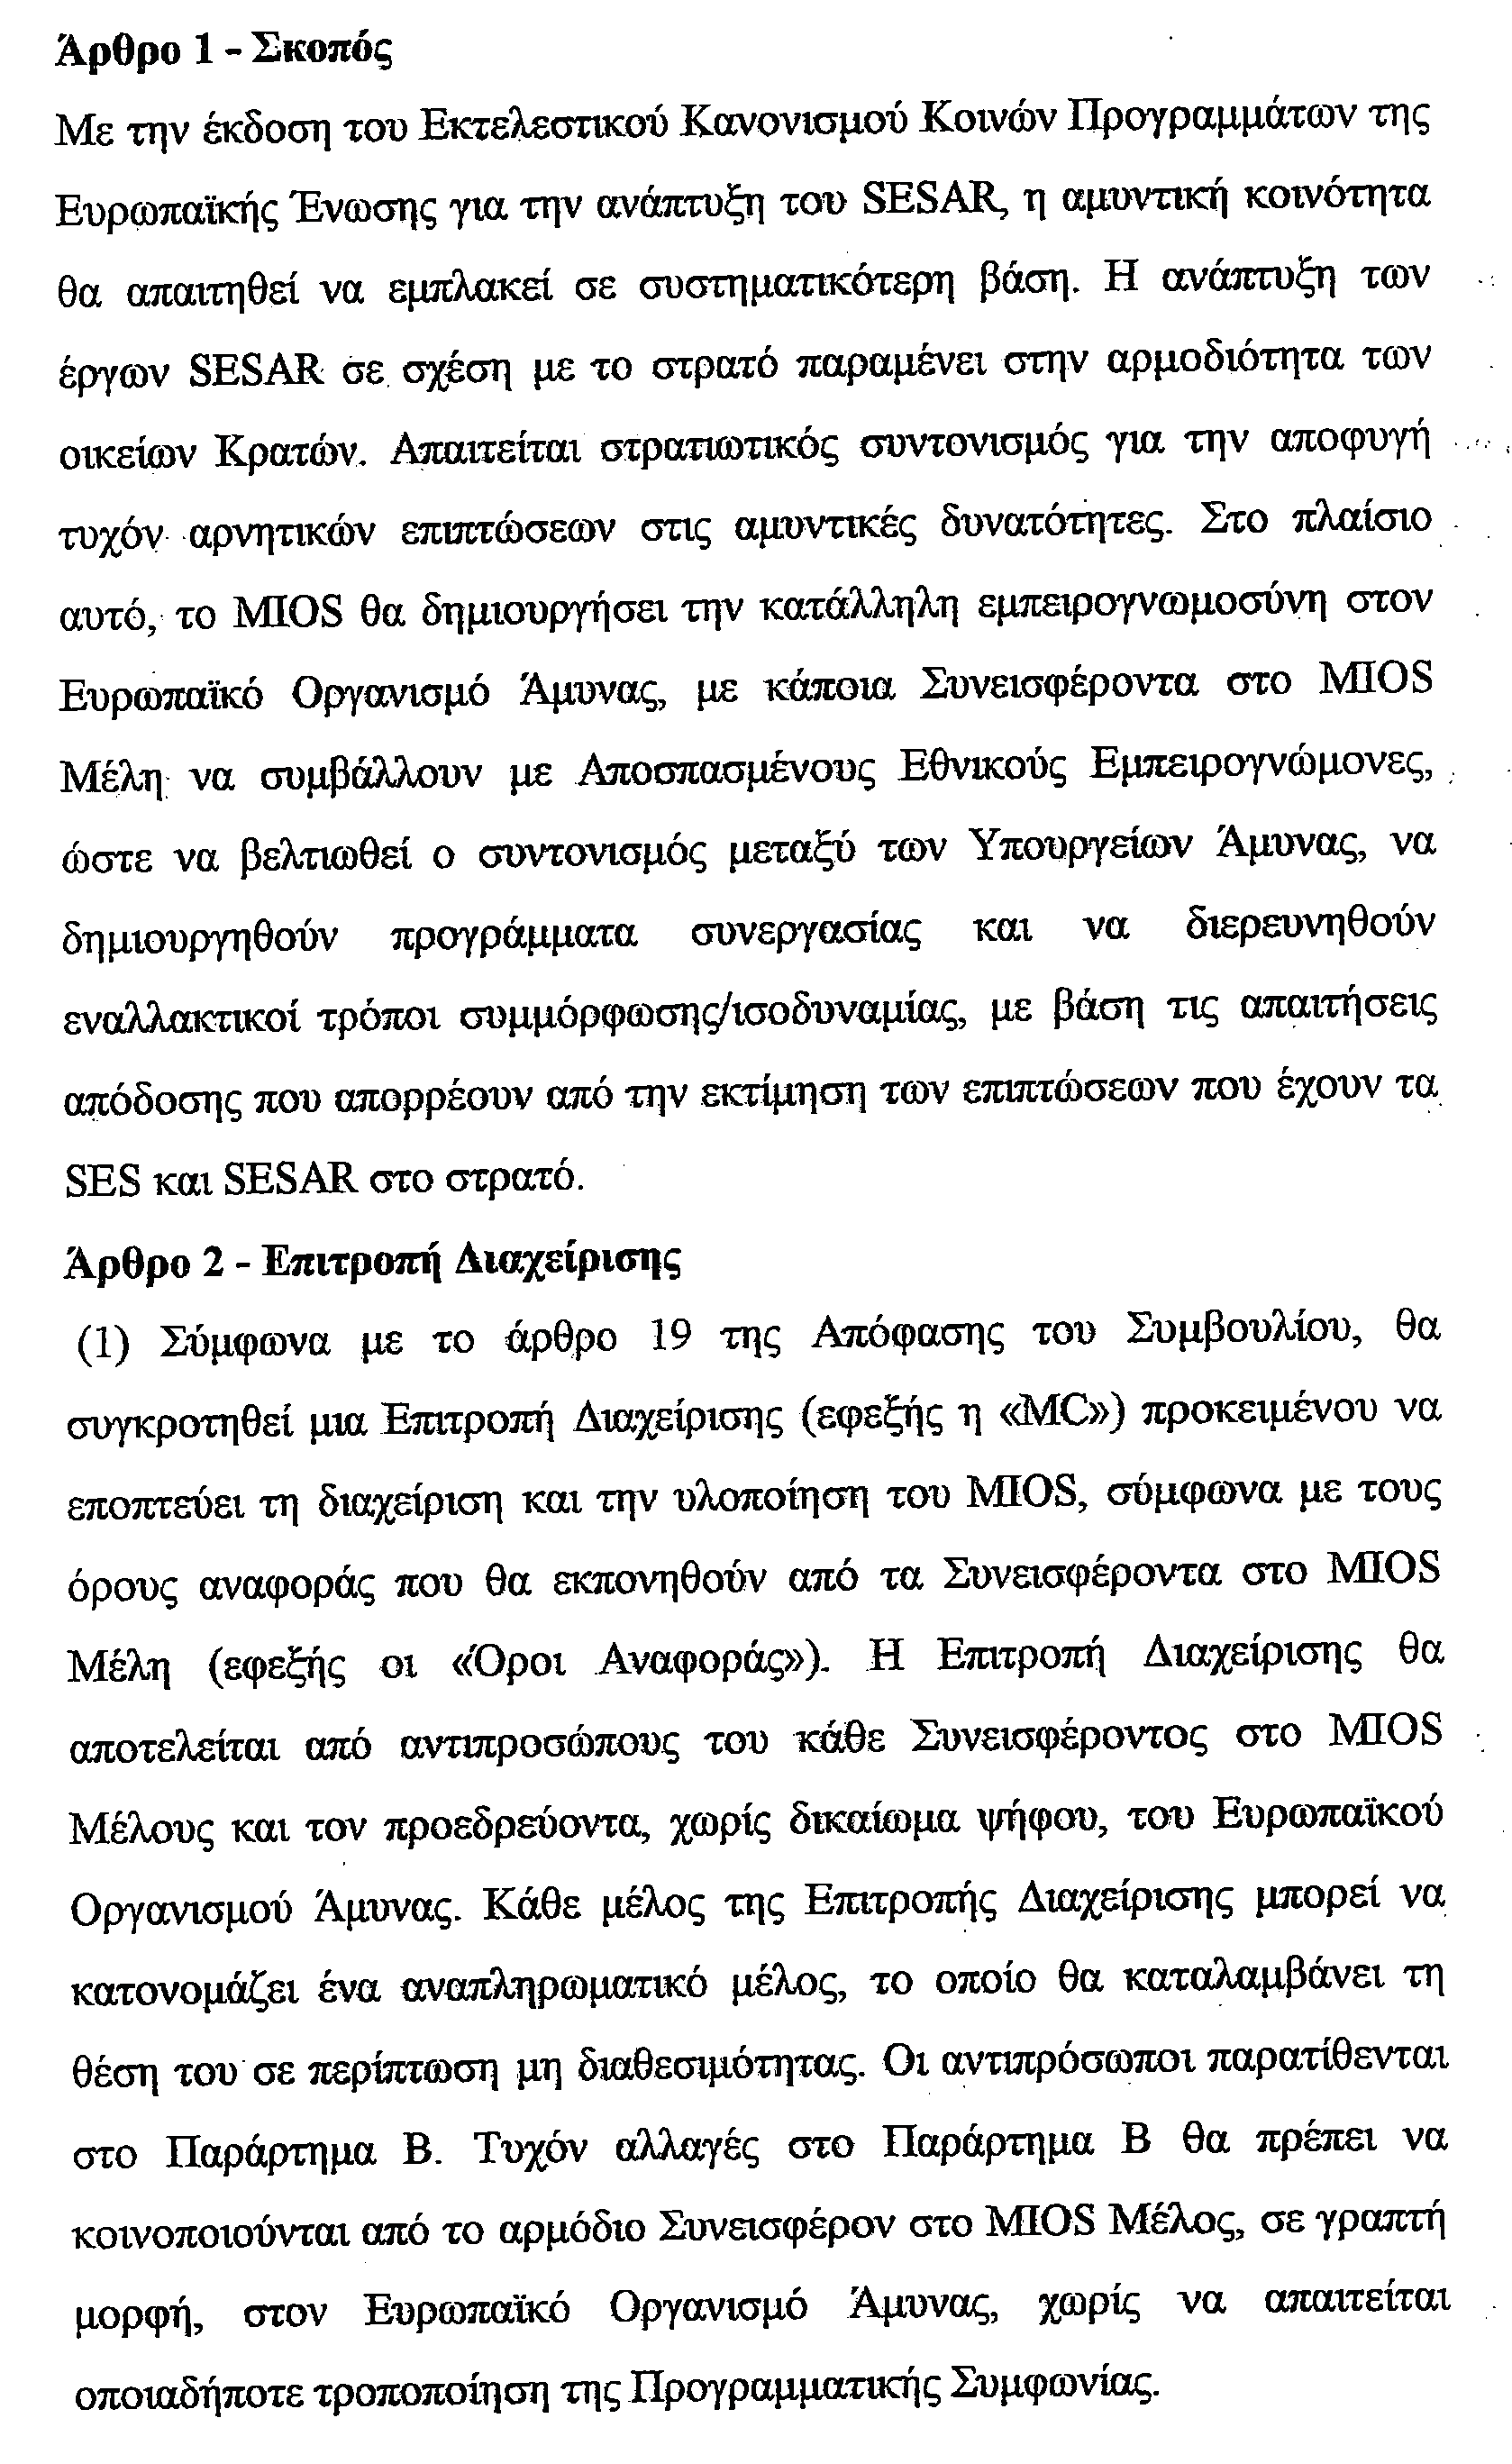 Άρθρο 1 - Σκοπός
Με την έκδοση του Εκτελεστικού Κανονισμού Κοινών Προγραμμάτων της
Ευρωπαϊκής Ένωσης για την ανάπτυξη του SESAR, η αμυντική κοινότητα
θα απαιτηθεί να εμπλακεί σε συστηματικότερη βάση. Η ανάπτυξη των
έργων SESAR σε σχέση με το στρατό παραμένει στην αρμοδιότητα των
οικείων Κρατών. Απαιτείται στρατιωτικός συντονισμός για την αποφυγή
τυχόν αρνητικών επιπτώσεων στις αμυντικές δυνατότητες. Στο πλαίσιο
αυτό, το MIOS θα δημιουργήσει την κατάλληλη εμπειρογνωμοσύνη στον
Ευρωπαϊκό Οργανισμό Άμυνας, με κάποια Συνεισφέροντα στο MIOS
Μέλη να συμβάλλουν με Αποσπασμένους Εθνικούς Εμπειρογνώμονες,
ώστε να βελτιωθεί ο συντονισμός μεταξύ των Υπουργείων Άμυνας, να
δημιουργηθούν προγράμματα συνεργασίας και να διερευνηθούν
εναλλακτικοί τρόποι συμμόρφωσης/ισοδυναμίας, με βάση τις απαιτήσεις
απόδοσης που απορρέουν από την εκτίμηση των επιπτώσεων που έχουν τα
SES και SESAR στο στρατό.
Άρθρο 2 - Επιτροπή Διαχείρισης
(1) Σύμφωνα με το άρθρο 19 της Απόφασης του Συμβουλίου, θα
συγκροτηθεί μια Επιτροπή Διαχείρισης (εφεξής η «MC») προκειμένου να
εποπτεύει τη διαχείριση και την υλοποίηση του MIOS, σύμφωνα με τους
όρους αναφοράς που θα εκπονηθούν από τα Συνεισφέροντα στο MIOS
Μέλη (εφεξής οι «Όροι Αναφοράς»). Η Επιτροπή Διαχείρισης θα
αποτελείται από αντιπροσώπους του κάθε Συνεισφέροντος στο MIOS
Μέλους και τον προεδρεύοντα, χωρίς δικαίωμα ψήφου, του Ευρωπαϊκού
Οργανισμού Άμυνας. Κάθε μέλος της Επιτροπής Διαχείρισης μπορεί να
κατονομάζει ένα αναπληρωματικό μέλος, το οποίο θα καταλαμβάνει τη
θέση του σε περίπτωση μη διαθεσιμότητας. Οι αντιπρόσωποι παρατίθενται
στο Παράρτημα Β. Τυχόν αλλαγές στο Παράρτημα Β θα πρέπει να
κοινοποιούνται από το αρμόδιο Συνεισφέρον στο MIOS Μέλος, σε γραπτή
μορφή, στον Ευρωπαϊκό Οργανισμό Άμυνας, χωρίς να απαιτείται
οποιαδήποτε τροποποίηση της Προγραμματικής Συμφωνίας.